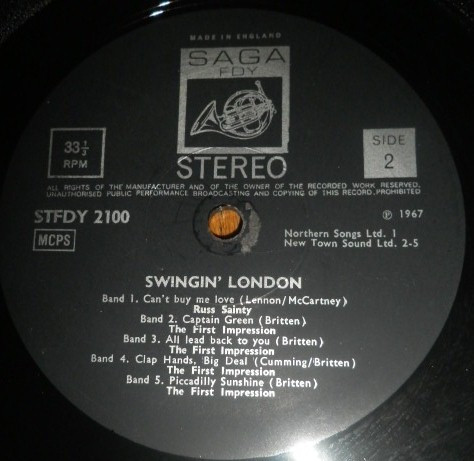 MADE IN ENGLAND
SAGA
FDY
33⅓
RPM
SIDE
2
STEREO
ALL RIGHTS OF THE MANUFACTURER AND OF THE OWNER OF THE RECORDED WORK RESERVED.
UNAUTHORISED PUBLIC PERFORMANCE BROADCASTING AND COPYING OF THIS RECORD PROHIBITED
STFDY 2100
℗ 1967
MCPS
Northern Songs Ltd. 1
New Town Sound Ltd. 2-5
SWINGIN' LONDON
Band 1. Can't buy me love (Lennon/McCartney)
Russ Sainty
Band 2. Captain Green (Britten)
The First Impression
Band 3. All lead back to you (Britten)
The First Impression
Band 4. Clap Hands, Big Deal (Cumming/Britten)
The First Impression
Band 5. Piccadilly Sunshine (Britten)
The First Impression